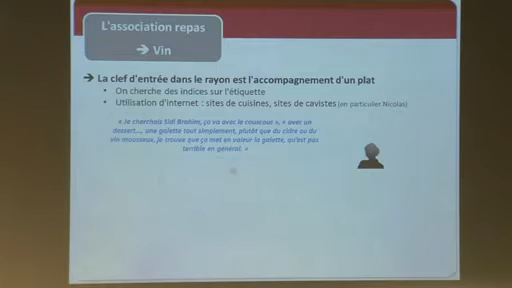 L'association repas
➔ Vin
➔ La clef d'entrée dans le rayon est l'accompagnement d'un plat
• On cherche des indices sur l'étiquette
• Utilisation d'internet : sites de cuisines, sites de cavistes (en particulier Nicolas)
« Je cherchais Sidi Brahim, ça va avec le couscous », « avec un
dessert..., une galette tout simplement, plutôt que du cidre ou du
vin mousseux, je trouve que ça met en valeur la galette, qu'est pas
terrible en général. »